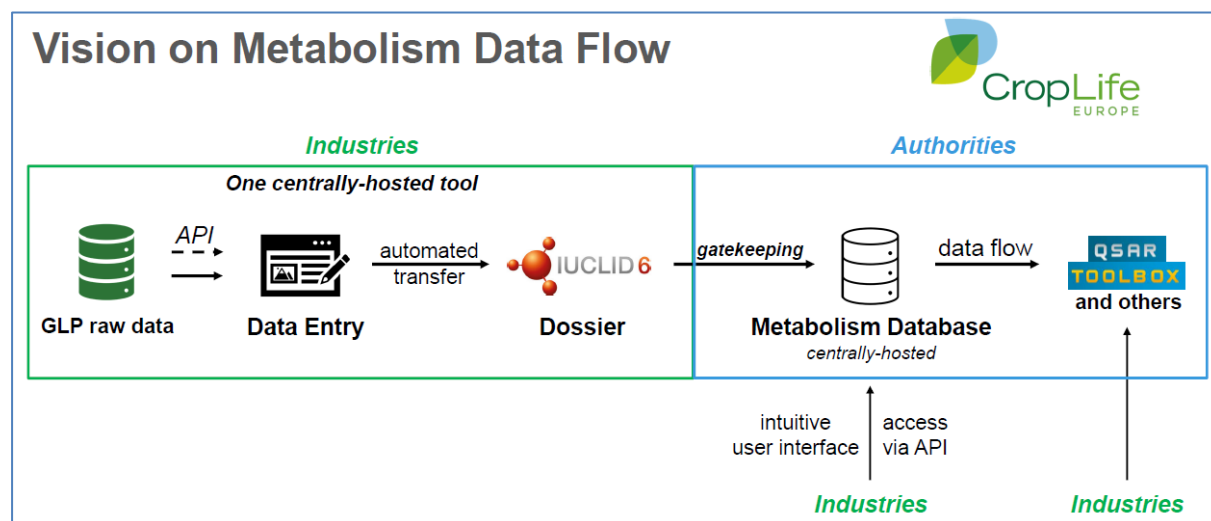 Vision on Metabolism Data Flow
CropLife
EUROPE
Industries
Authorities
One centrally-hosted tool
API
automated
transfer
IUCLID 6
gatekeeping
data flow
QSAR
TOOLBOX
and others
GLP raw data
Data Entry
Dossier
Metabolism Database
centrally-hosted
intuitive
user interface
access
via API
Industries
Industries